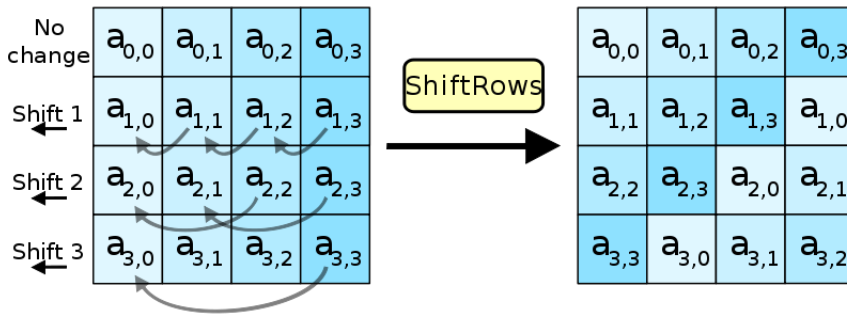 No
change
a0,0 a0,1 a0,2 a0,3
ShiftRows
a0,0 a0,1 a0,2 a0,3
Shift 1
a1,0 a1,1 a1,2 a1,3
a1,1 a1,2 a1,3 a1,0
Shift 2
a2,0 a2,1 a2,2 a2,3
a2,2 a2,3 a2,0 a2,1
Shift 3
a3,0 a3,1 a3,2 a3,3
a3,3 a3,0 a3,1 a3,2